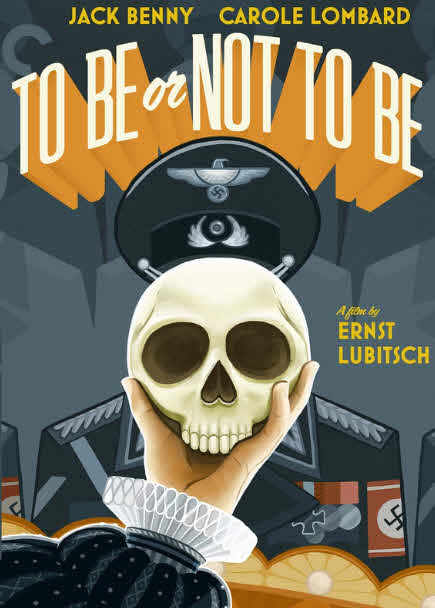 JACK BENNY CAROLE LOMBARD
TO BE or NOT TO BE
A film by
ERNST
LUBITSCH